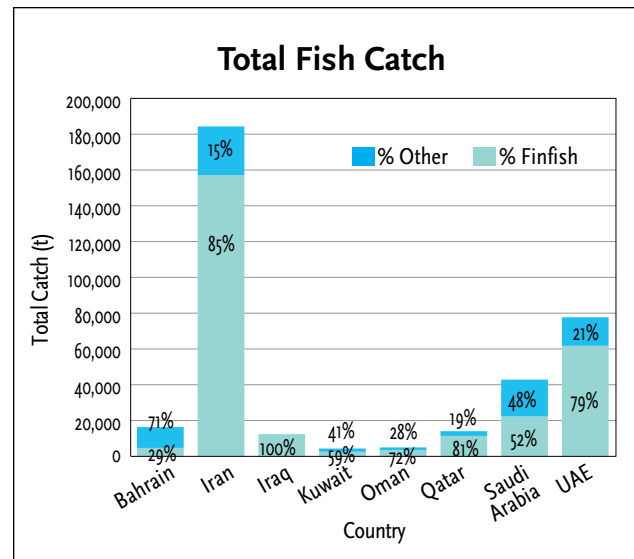 Total Fish Catch
200,000
180,000
160,000
140,000
120,000
100,000
80,000
60,000
40,000
20,000
0
Total Catch (t)
% Other % Finfish
15%
85%
71%
29%
100%
41%
59%
28%
72%
19%
81%
48%
52%
21%
79%
Bahrain
Iran
Iraq
Kuwait
Oman
Qatar
Saudi
Arabia
UAE
Country